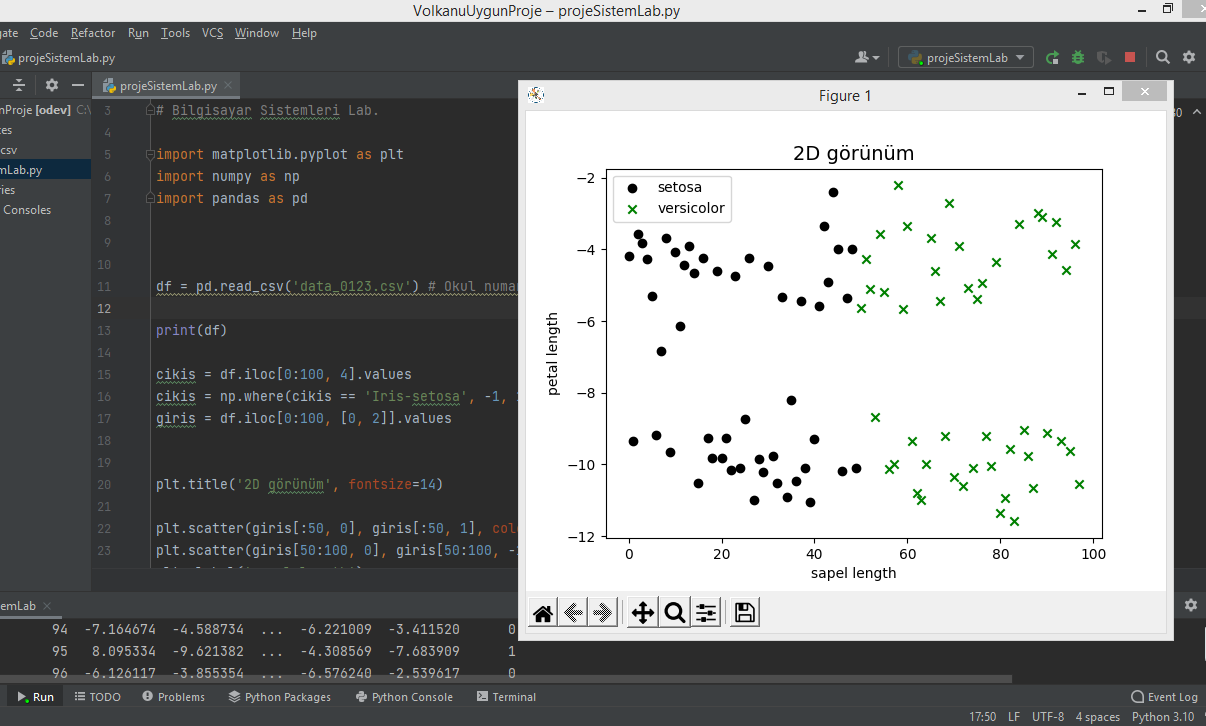 VolkanuUygunProje – projeSistemLab.py
gate Code Refactor Run Tools VCS Window Help
projeSistemLab.py
projeSistemLab
nProje [odev] C:\
tes
csv
emLab.py
ries
Consoles
projeSistemLab.py
3 # Bilgisayar Sistemleri Lab.
4
5 import matplotlib.pyplot as plt
6 import numpy as np
7 import pandas as pd
8
9
10
11 df = pd.read_csv('data_0123.csv') # Okul numar
12
13 print(df)
14
15 cikis = df.iloc[0:100, 4].values
16 cikis = np.where(cikis == 'Iris-setosa', -1,
17 giris = df.iloc[0:100, [0, 2]].values
18
19
20 plt.title('2D görünüm', fontsize=14)
21
22 plt.scatter(giris[:50, 0], giris[:50, 1], colo
23 plt.scatter(giris[50:100, 0], giris[50:100, -
Figure 1
2D görünüm
setosa
versicolor
−2
−4
−6
−8
−10
−12
petal length
0 20 40 60 80 100
sapel length
stemLab
94 -7.164674 -4.588734 ... -6.221009 -3.411520 0
95 8.095334 -9.621382 ... -4.308569 -7.683909 1
96 -6.126117 -3.855354 ... -6.576240 -2.539617 0
Run TODO Problems Python Packages Python Console Terminal Event Log
17:50 LF UTF-8 4 spaces Python 3.10